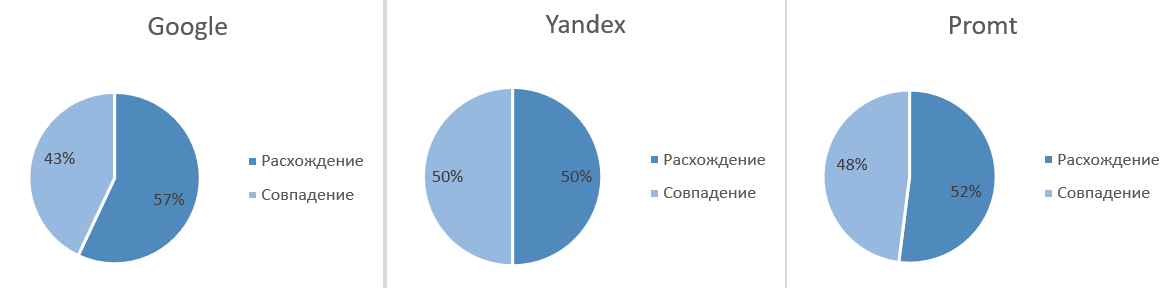 Google
43%
57%
Расхождение
Совпадение
Yandex
50%
50%
Расхождение
Совпадение
Promt
48%
52%
Расхождение
Совпадение